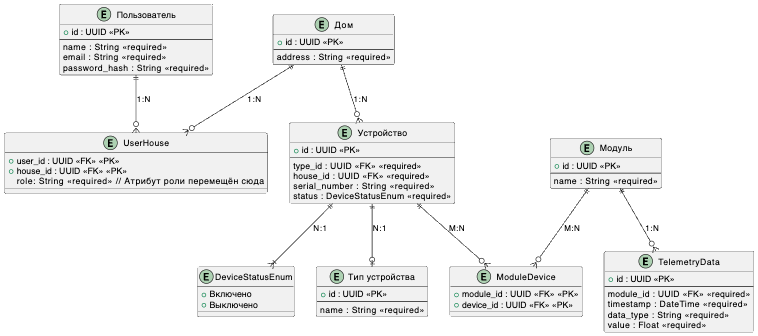 E Пользователь
id : UUID «PK»
name : String «required»
email : String «required»
password_hash : String «required»
E Дом
id : UUID «PK»
address : String «required»
1:N
1:N
1:N
E UserHouse
user_id : UUID «FK» «PK»
house_id : UUID «FK» «PK»
role: String «required» // Атрибут роли перемещён сюда
E Устройство
id : UUID «PK»
type_id : UUID «FK» «required»
house_id : UUID «FK» «required»
serial_number : String «required»
status : DeviceStatusEnum «required»
E Модуль
id : UUID «PK»
name : String «required»
N:1
N:1
M:N
M:N
1:N
E DeviceStatusEnum
Включено
Выключено
E Тип устройства
id : UUID «PK»
name : String «required»
E ModuleDevice
module_id : UUID «FK» «PK»
device_id : UUID «FK» «PK»
E TelemetryData
id : UUID «PK»
module_id : UUID «FK» «required»
timestamp : DateTime «required»
data_type : String «required»
value : Float «required»